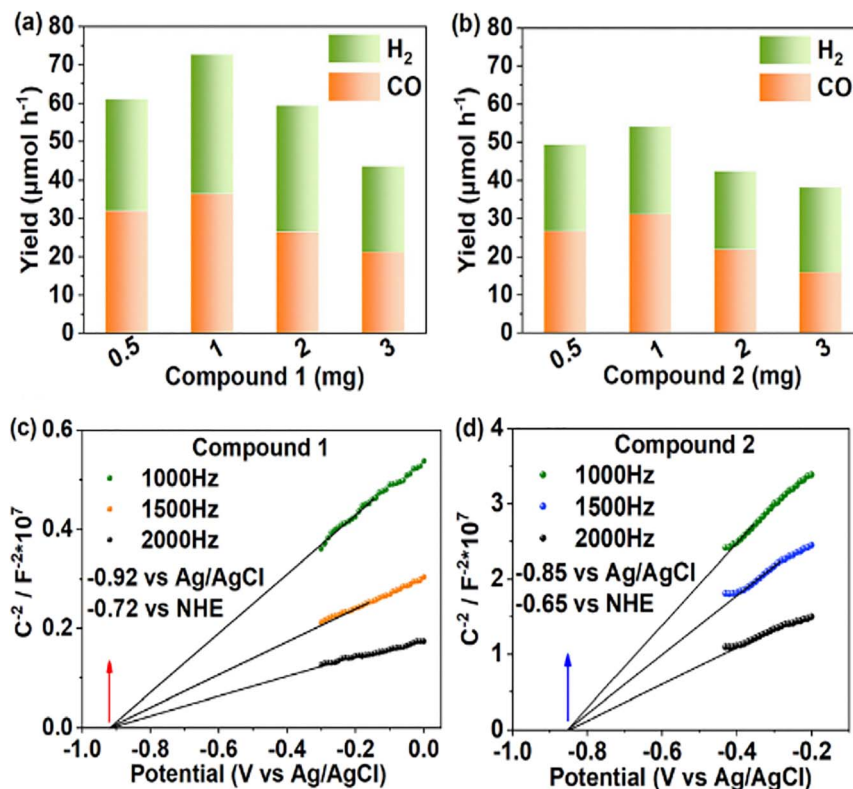 (a)
80
70
60
50
40
30
20
10
0
Yield (µmol h⁻¹)
H₂
CO
0.5
1
2
3
Compound 1 (mg)
(b)
80
70
60
50
40
30
20
10
0
Yield (µmol h⁻¹)
H₂
CO
0.5
1
2
3
Compound 2 (mg)
(c)
0.6
0.4
0.2
0.0
C⁻² / F⁻²*10⁷
Compound 1
1000Hz
1500Hz
2000Hz
-0.92 vs Ag/AgCl
-0.72 vs NHE
-1.0
-0.8
-0.6
-0.4
-0.2
0.0
Potential (V vs Ag/AgCl)
(d)
4
3
2
1
0
C⁻² / F⁻²*10⁷
Compound 2
1000Hz
1500Hz
2000Hz
-0.85 vs Ag/AgCl
-0.65 vs NHE
-1.0
-0.8
-0.6
-0.4
-0.2
Potential (V vs Ag/AgCl)